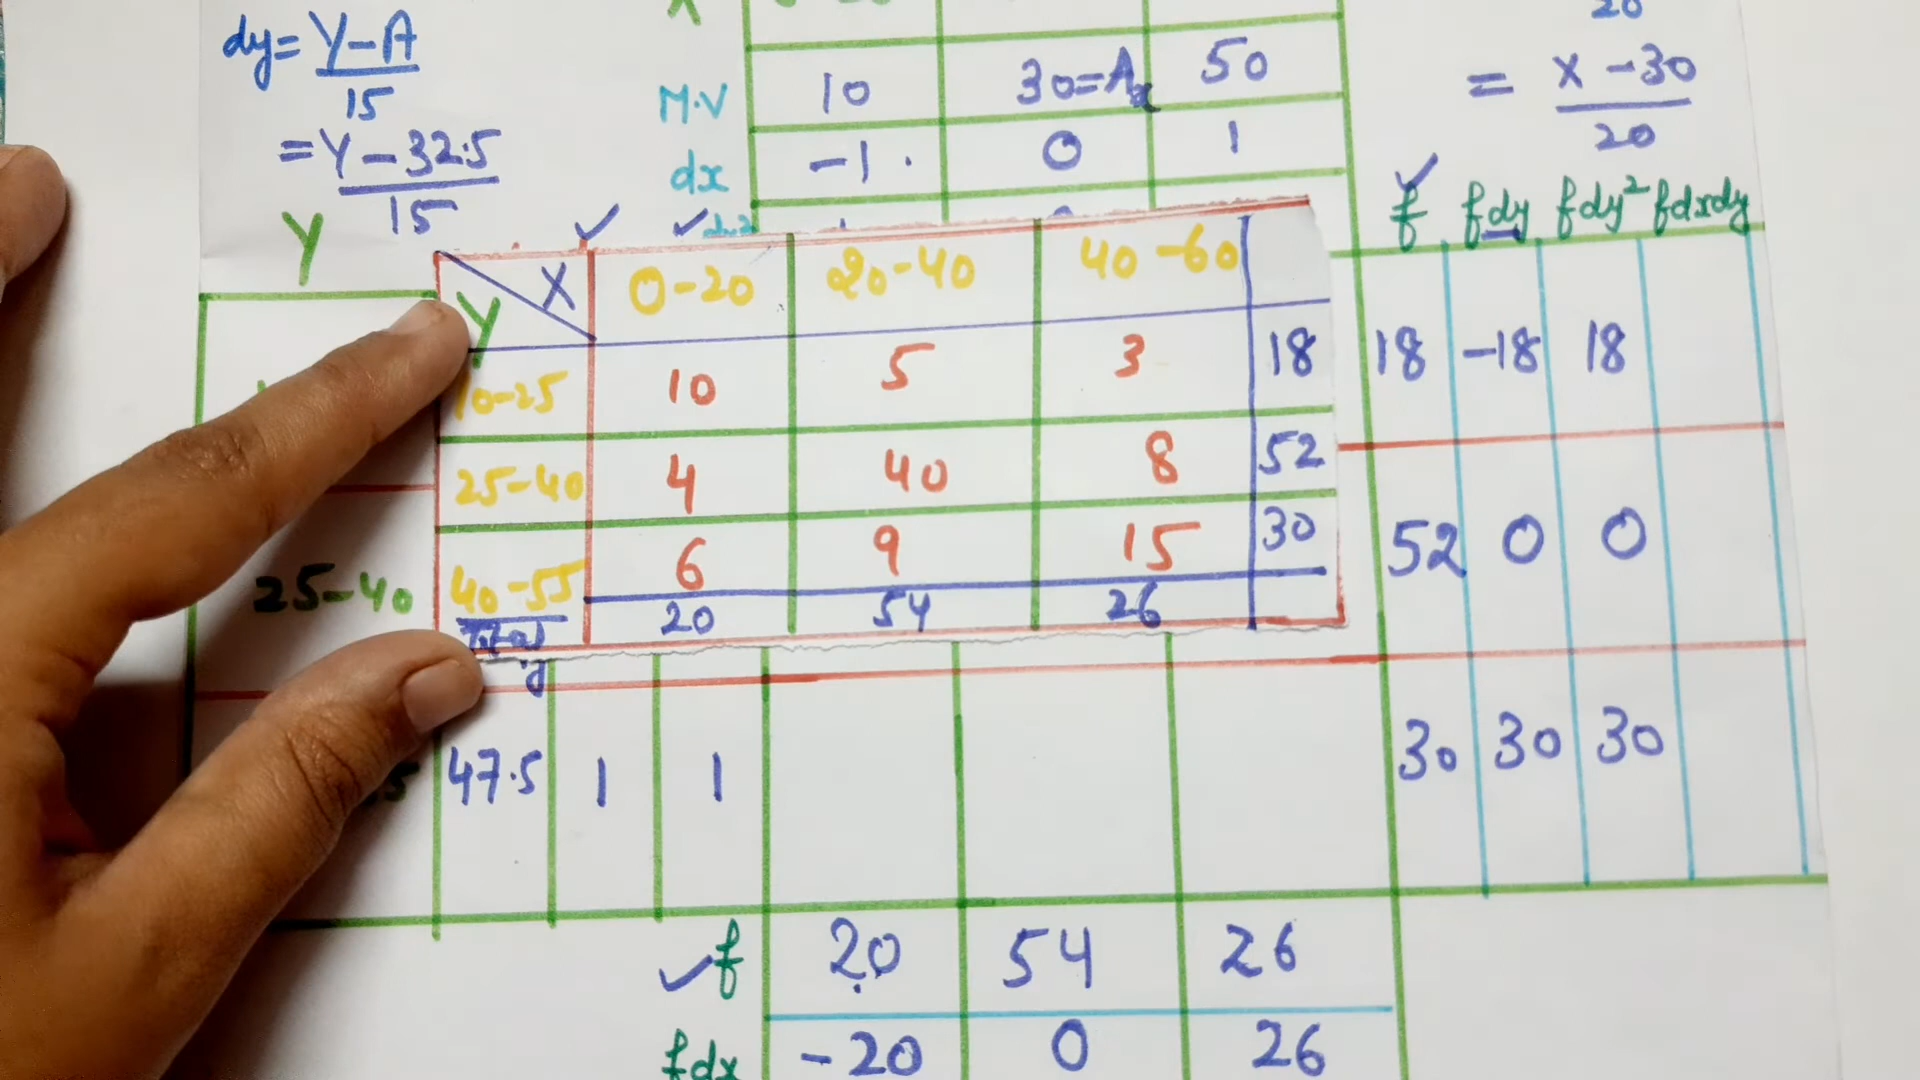 dy= Y-A
15
= Y-32.5
15
20
= X-30
20
M.V 10 30=Ax 50
dx -1 0 1
Y
f fdy fdy² fdxdy
X 0-20 20-40 40-60
Y
10-25 10 5 3 18
25-40 4 40 8 52
40-55 6 9 15 30
Total 20 54 26
18 -18 18
25-40
52 0 0
47.5 1 1
30 30 30
f 20 54 26
fdx -20 0 26